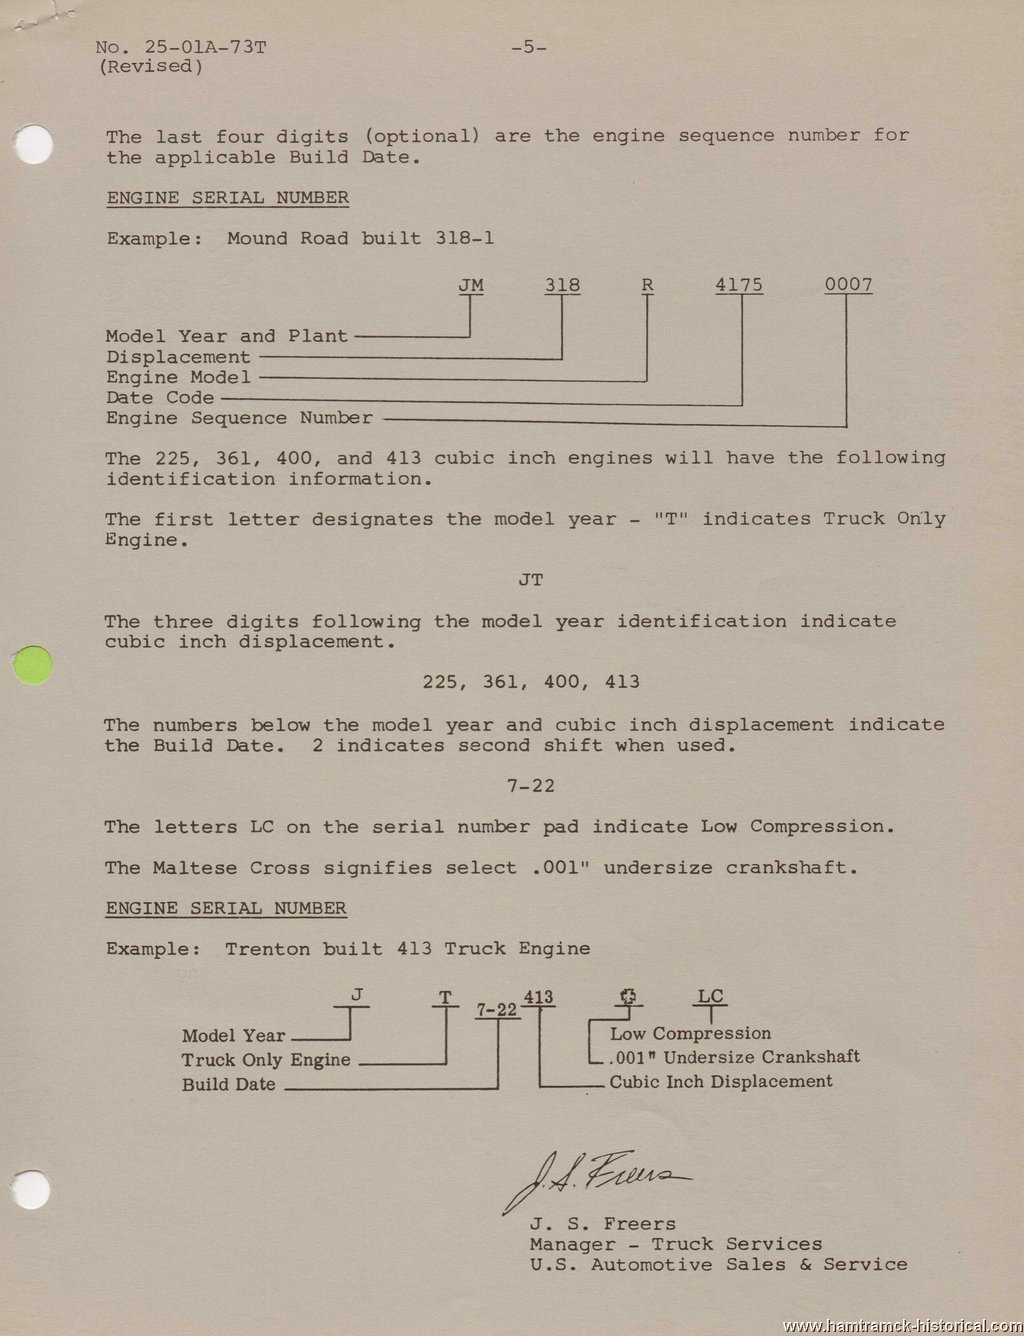 No. 25-01A-73T
-5-
(Revised)
The last four digits (optional) are the engine sequence number for
the applicable Build Date.
ENGINE SERIAL NUMBER
Example: Mound Road built 318-1
JM 318 R 4175 0007
Model Year and Plant
Displacement
Engine Model
Date Code
Engine Sequence Number
The 225, 361, 400, and 413 cubic inch engines will have the following
identification information.
The first letter designates the model year - "T" indicates Truck Only
Engine.
JT
The three digits following the model year identification indicate
cubic inch displacement.
225, 361, 400, 413
The numbers below the model year and cubic inch displacement indicate
the Build Date. 2 indicates second shift when used.
7-22
The letters LC on the serial number pad indicate Low Compression.
The Maltese Cross signifies select .001" undersize crankshaft.
ENGINE SERIAL NUMBER
Example: Trenton built 413 Truck Engine
J T 7-22 413 ✠ LC
Model Year
Low Compression
Truck Only Engine
.001" Undersize Crankshaft
Build Date
Cubic Inch Displacement
J. S. Freers
J. S. Freers
Manager - Truck Services
U.S. Automotive Sales & Service
www.hamtramck-historical.com